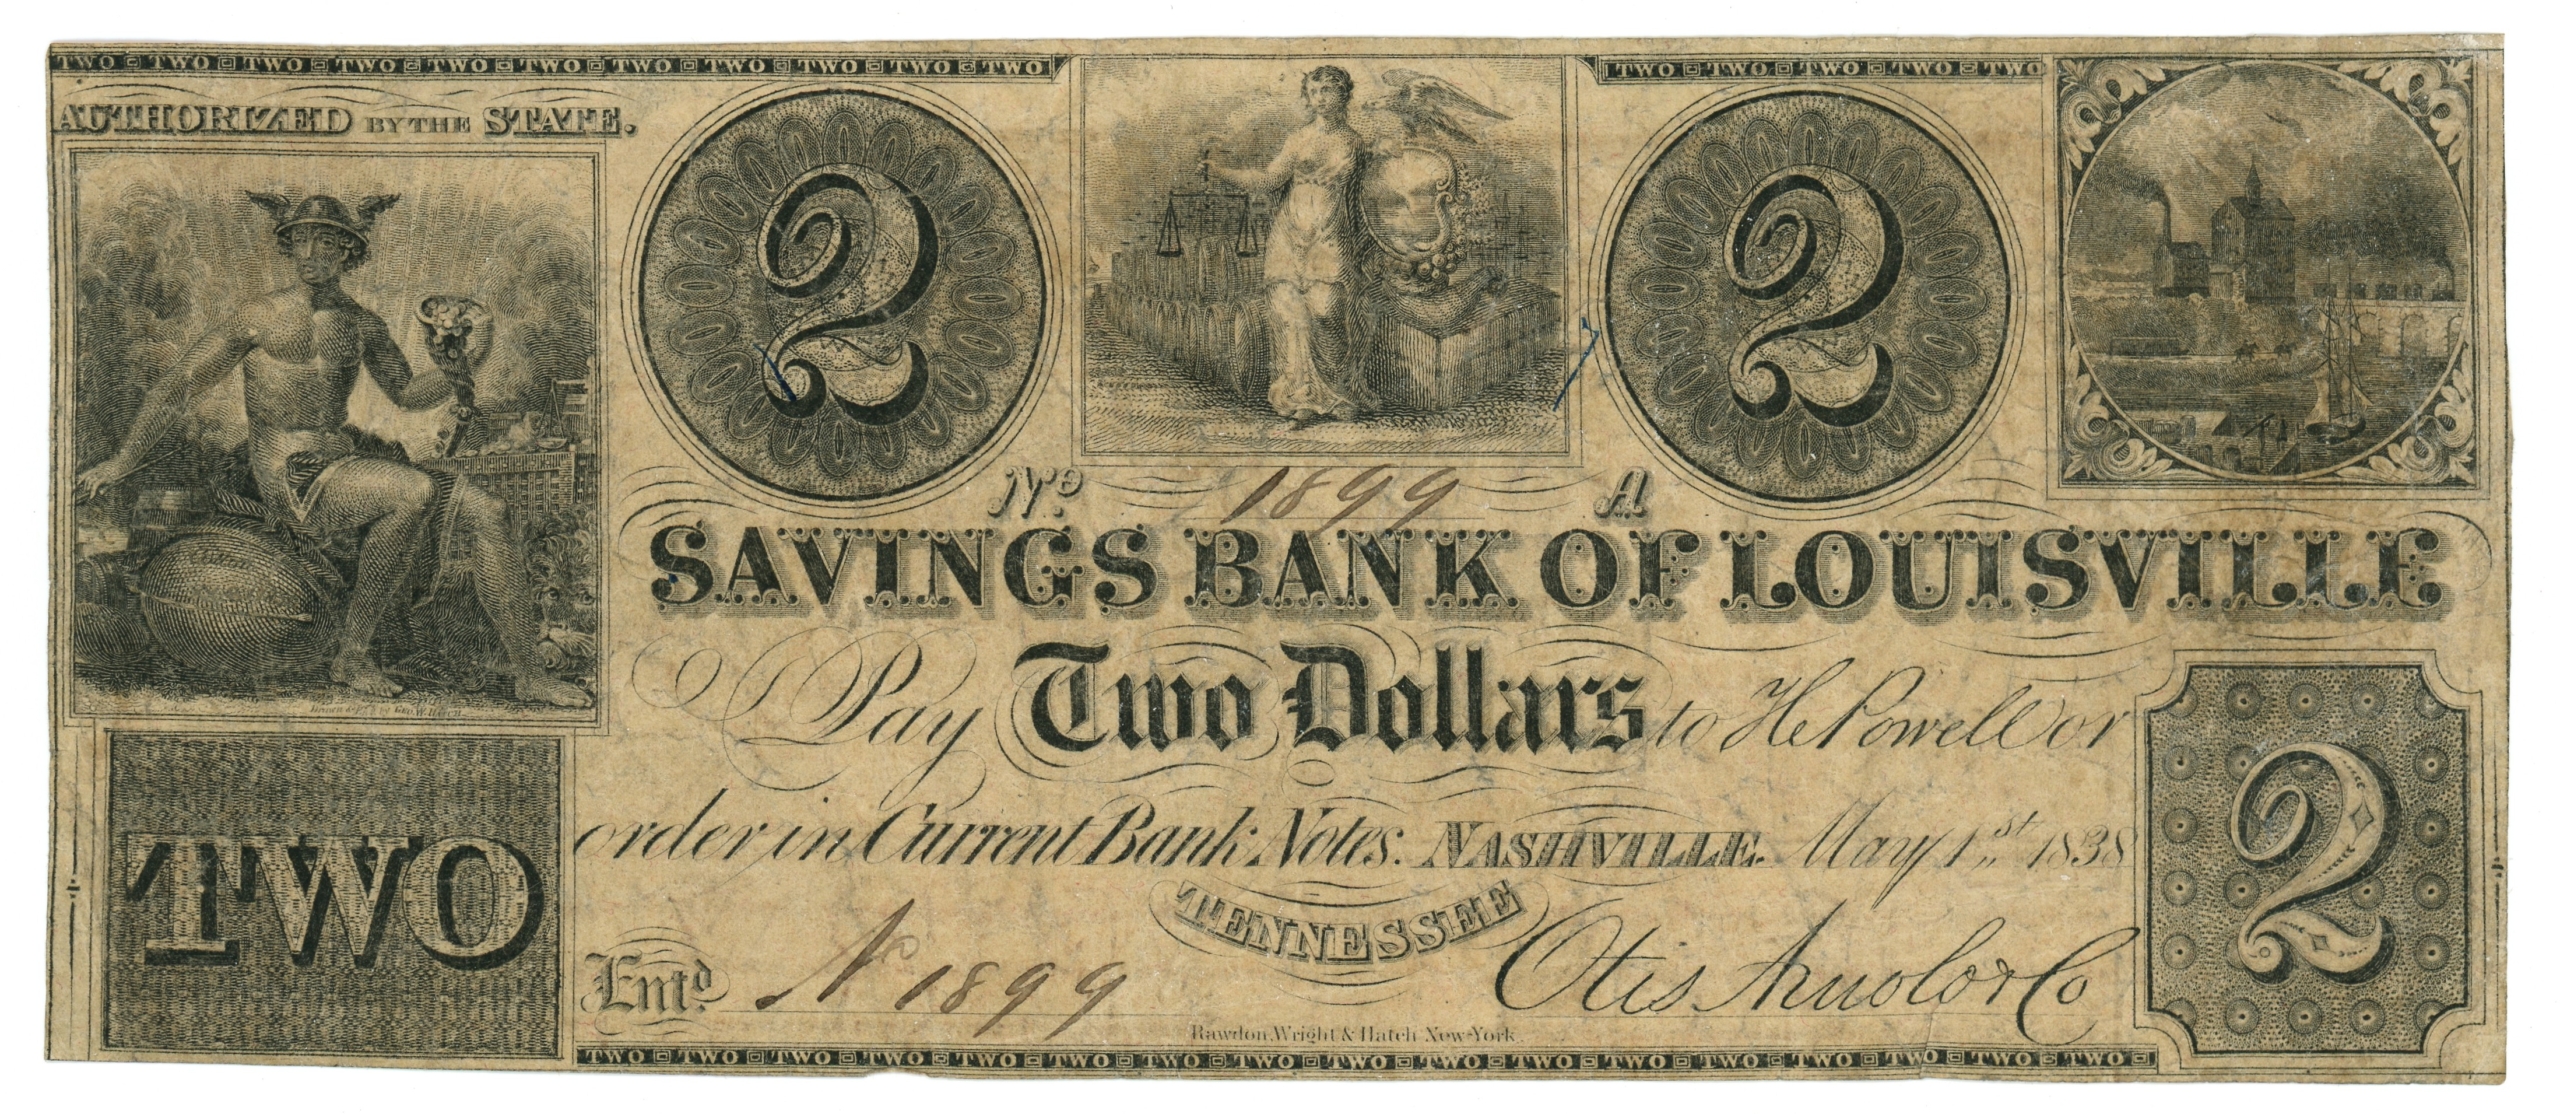 TWO TWO TWO TWO TWO TWO TWO TWO TWO TWO TWO
TWO TWO TWO TWO TWO
AUTHORIZED BY THE STATE.
2
2
No. 1899 A
SAVINGS BANK OF LOUISVILLE
Pay Two Dollars to H Powell or
order in Current Bank Notes. NASHVILLE. May 1st 1838
TENNESSEE
TWO
2
Entd. No 1899
Otis Arnold & Co
Rawdon, Wright & Hatch New-York.
TWO TWO TWO TWO TWO TWO TWO TWO TWO TWO TWO TWO TWO TWO TWO TWO TWO